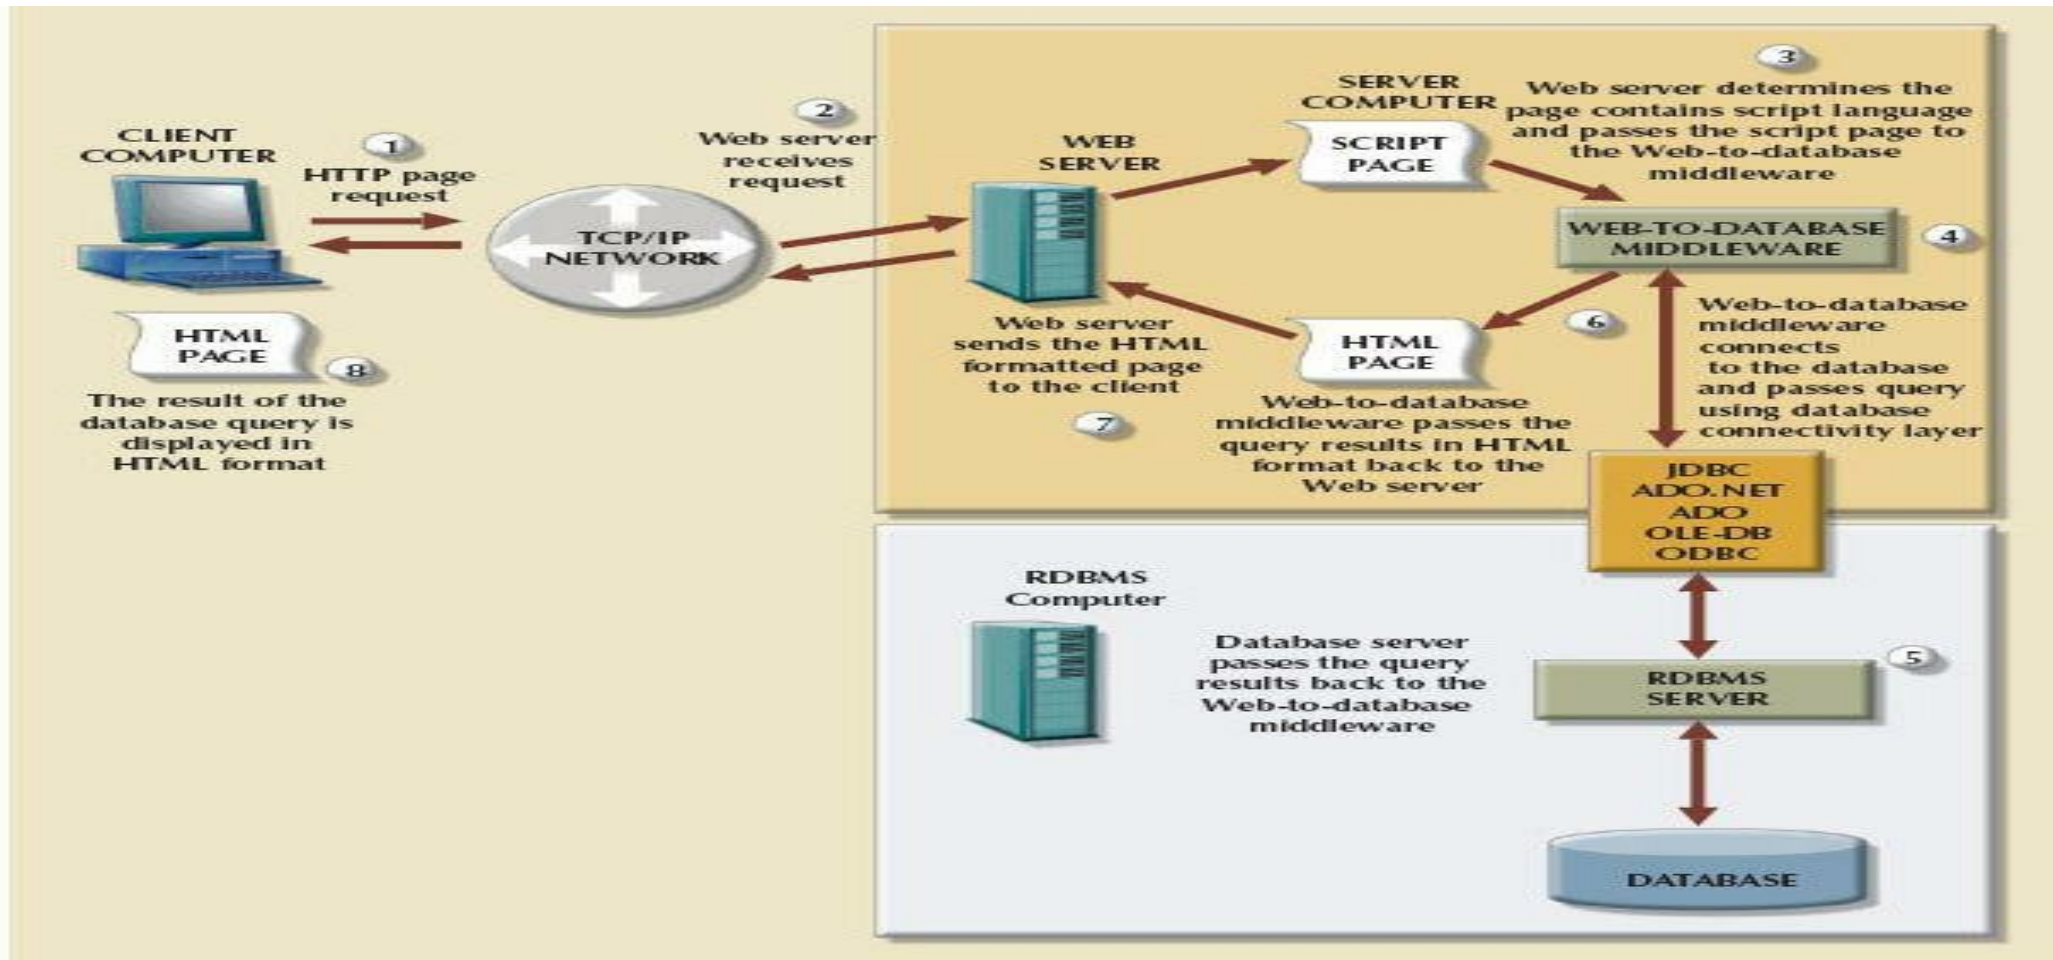 CLIENT
COMPUTER
1
HTTP page
request
TCP/IP
NETWORK
HTML
PAGE
8
The result of the
database query is
displayed in
HTML format
2
Web server
receives
request
WEB
SERVER
SERVER
COMPUTER
SCRIPT
PAGE
3
Web server determines the
page contains script language
and passes the script page to
the Web-to-database
middleware
WEB-TO-DATABASE
MIDDLEWARE
4
Web-to-database
middleware
connects
to the database
and passes query
using database
connectivity layer
JDBC
ADO.NET
ADO
OLE-DB
ODBC
RDBMS
Computer
Database server
passes the query
results back to the
Web-to-database
middleware
RDBMS
SERVER
5
DATABASE
6
HTML
PAGE
Web-to-database
middleware passes the
query results in HTML
format back to the
Web server
Web server
sends the HTML
formatted page
to the client
7